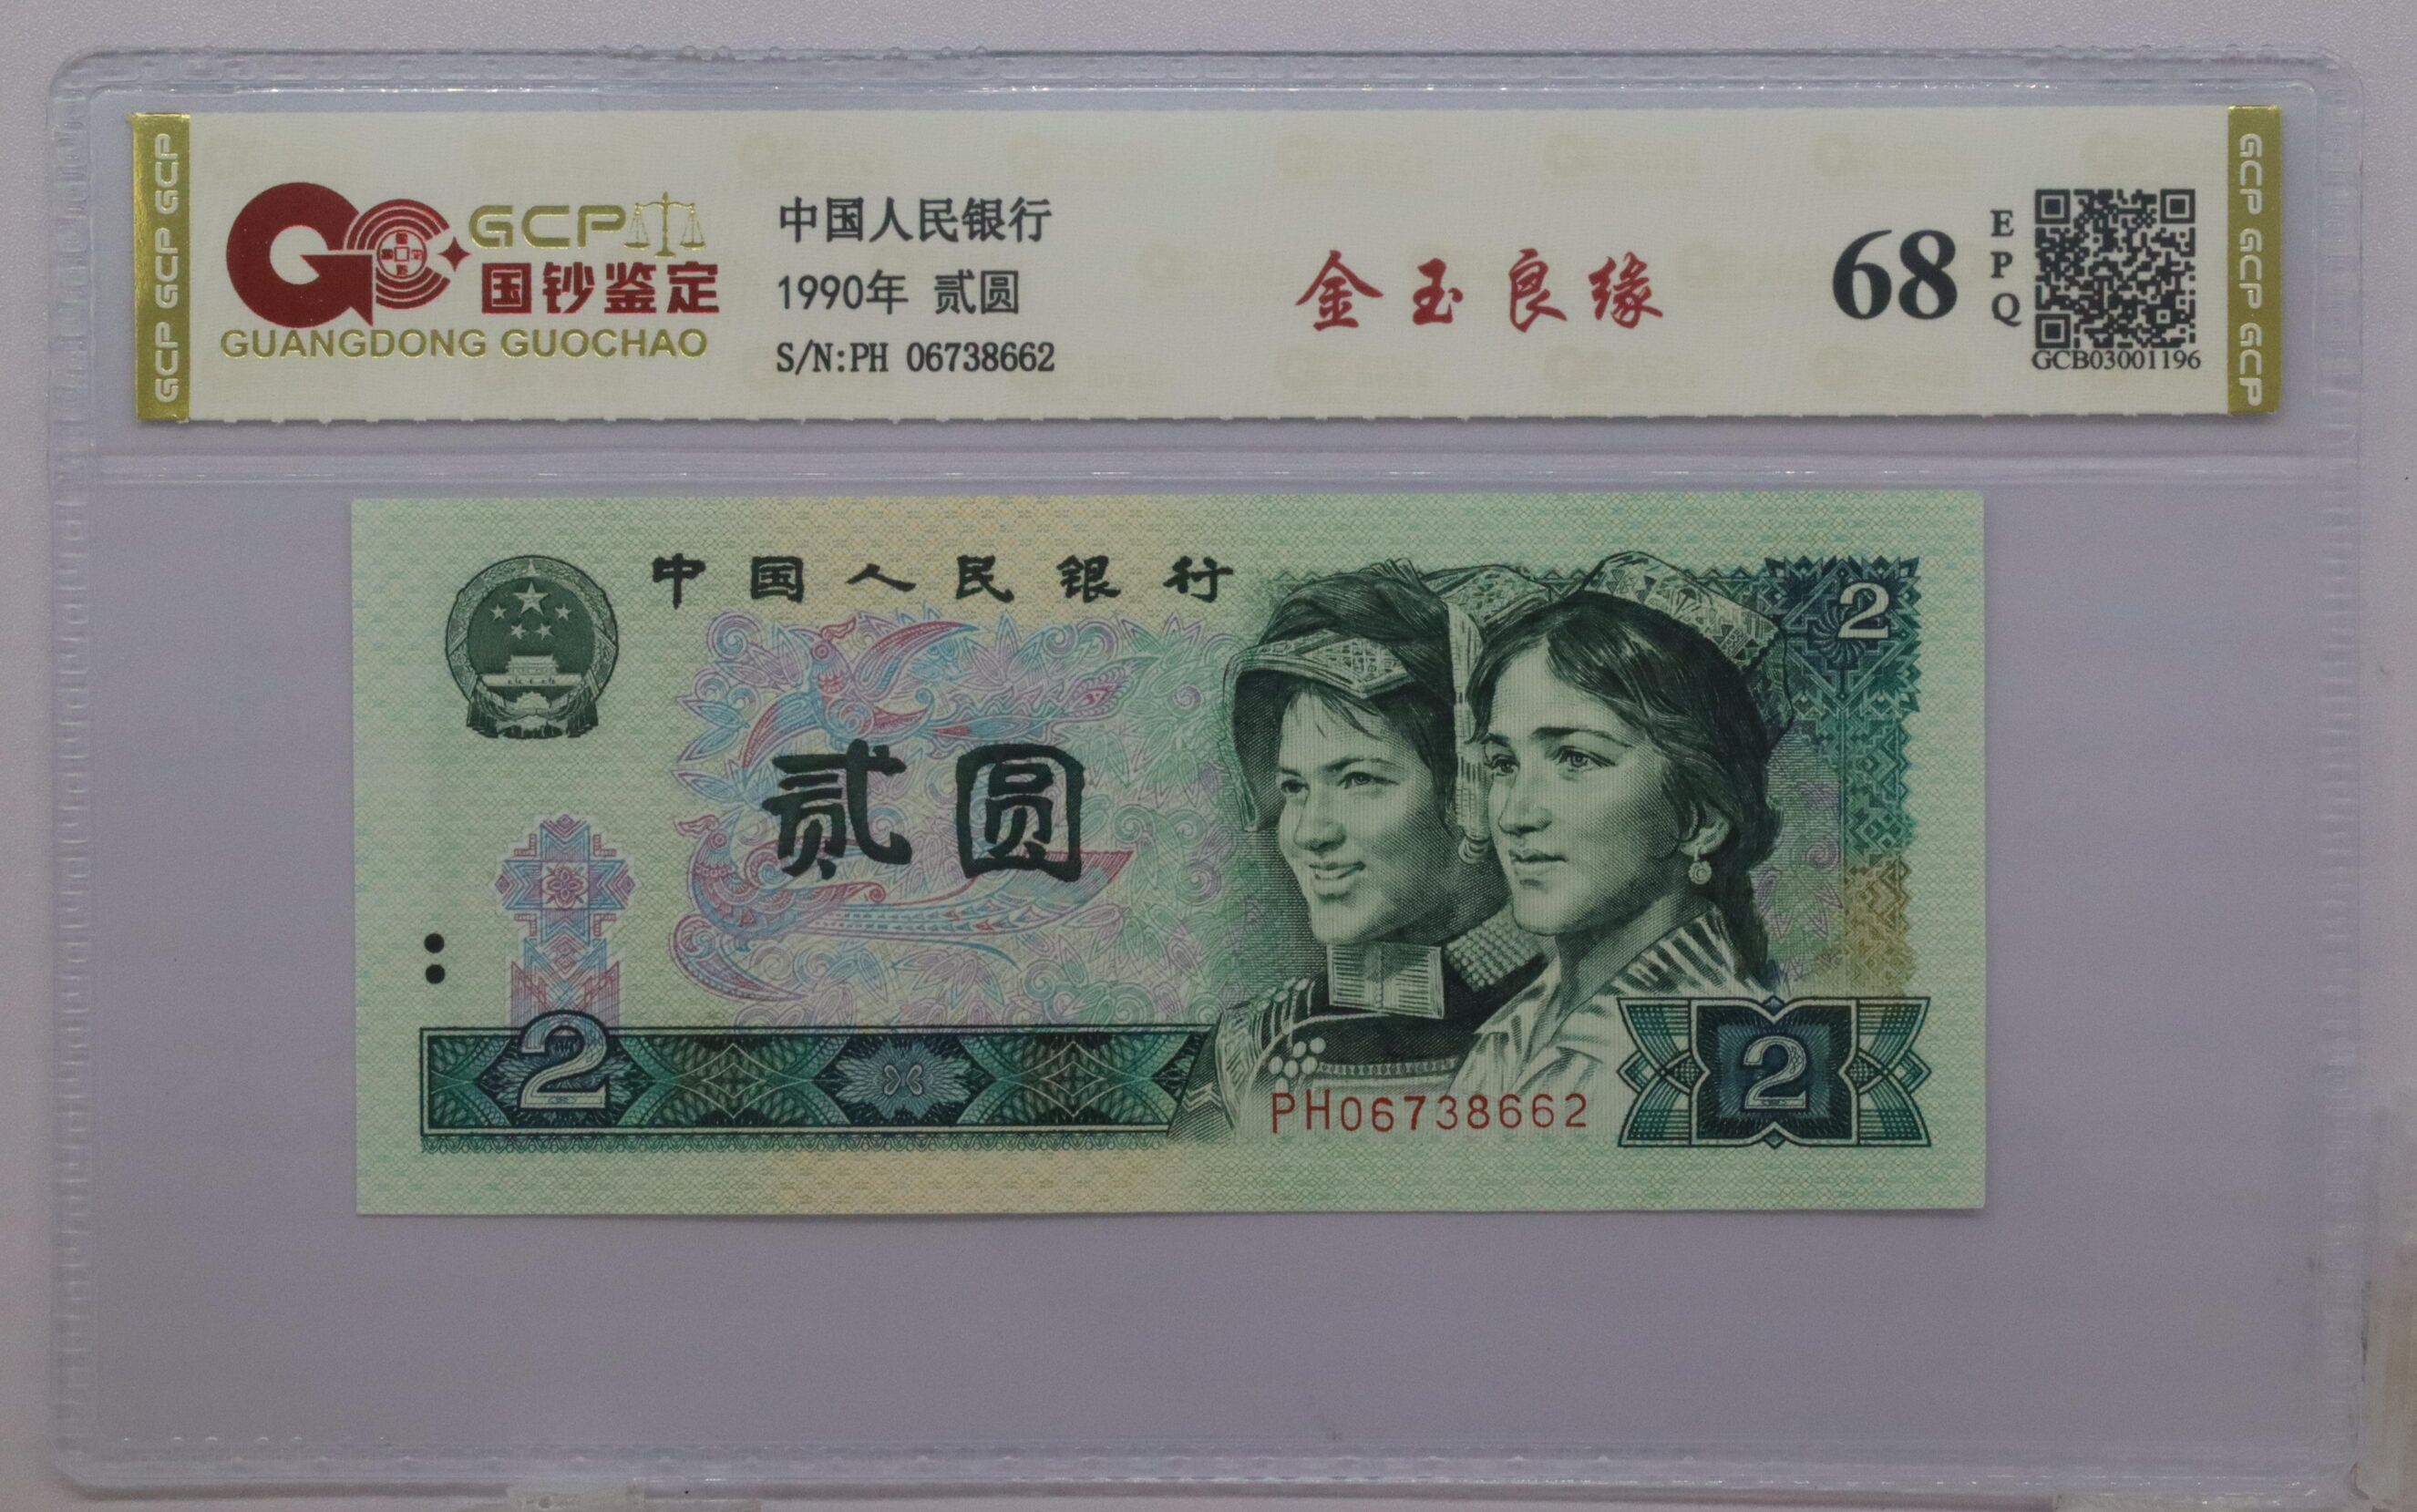 GCP GCP GCP
GCP
国钞鉴定
GUANGDONG GUOCHAO
中国人民银行
1990年 贰圆
S/N:PH 06738662
金玉良缘
68
E
P
Q
GCB03001196
GCP GCP GCP
中国人民银行
2
贰圆
2
PH06738662
2